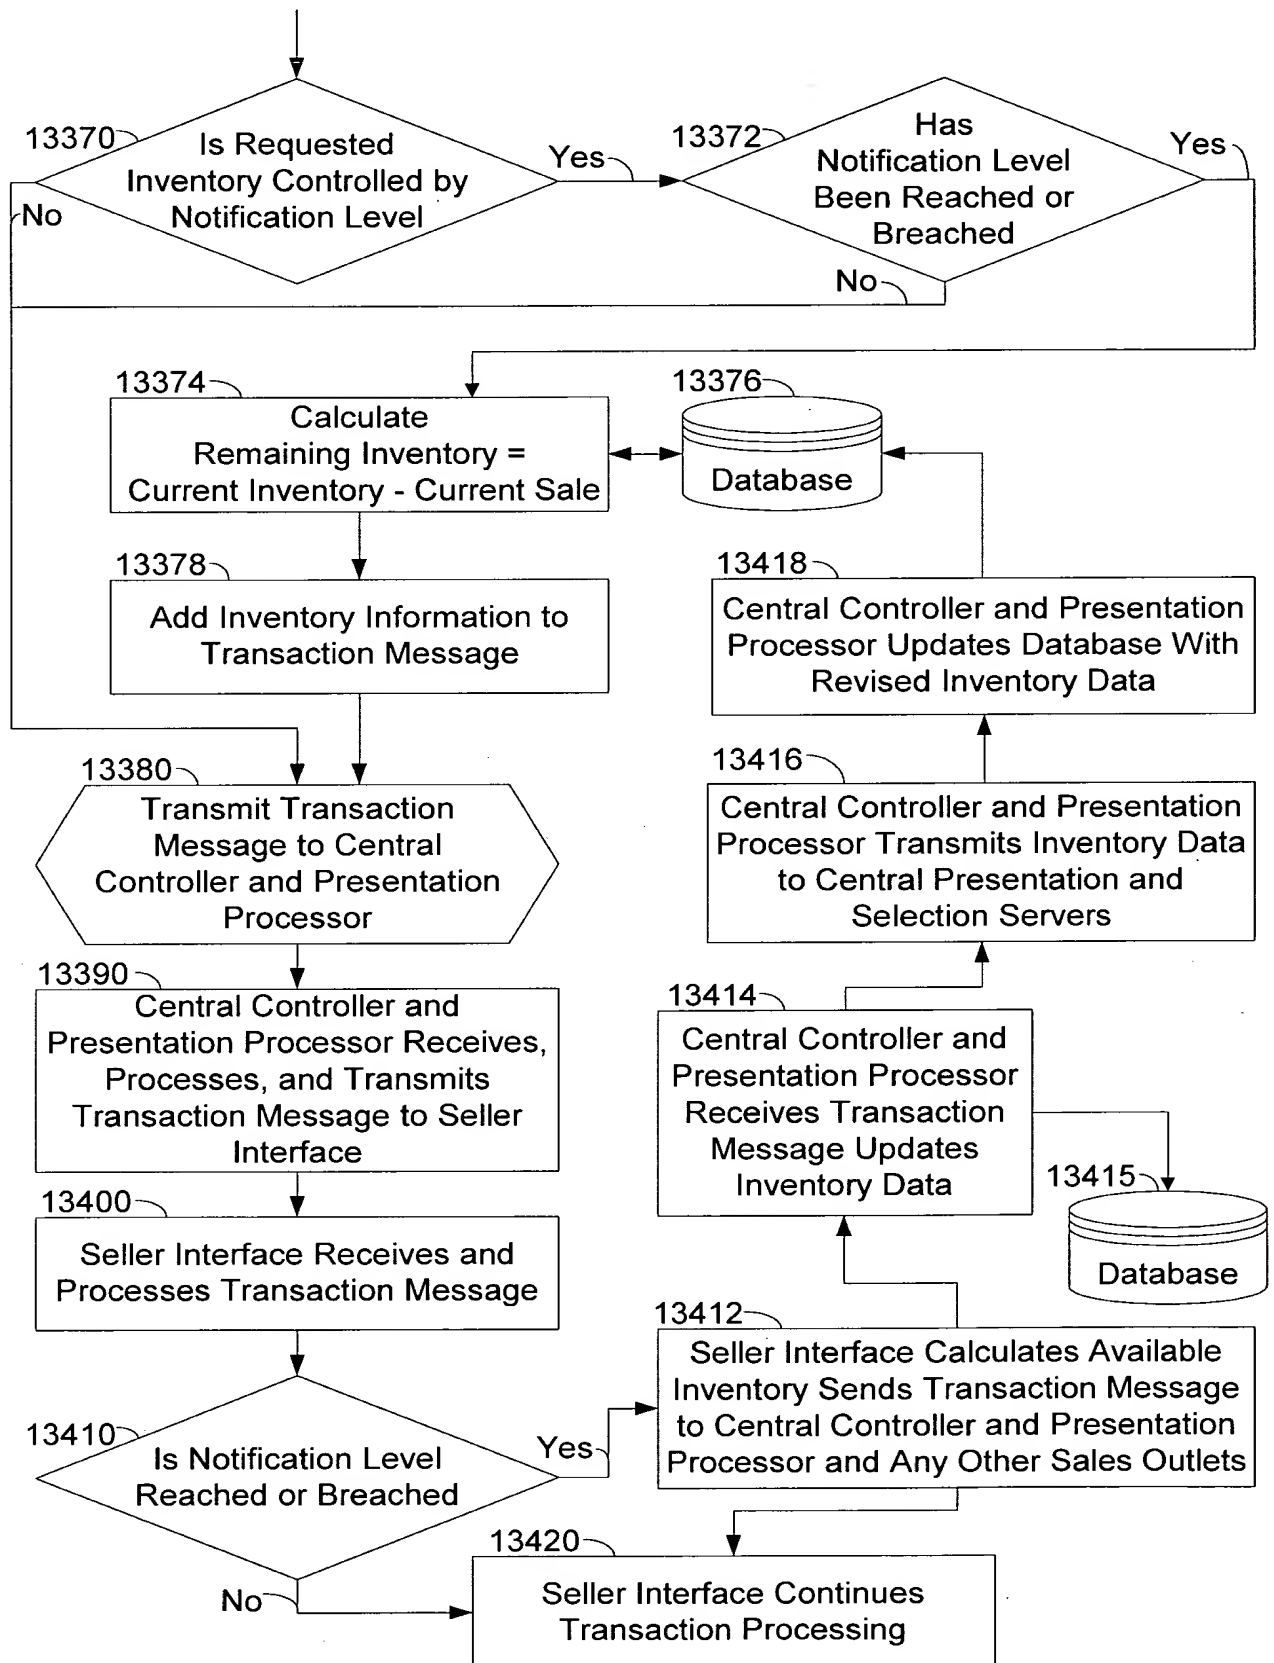 13370
Is Requested
Inventory Controlled by
Notification Level
Yes
No
13372
Has
Notification Level
Been Reached or
Breached
Yes
No
13374
Calculate
Remaining Inventory =
Current Inventory - Current Sale
13376
Database
13378
Add Inventory Information to
Transaction Message
13380
Transmit Transaction
Message to Central
Controller and Presentation
Processor
13390
Central Controller and
Presentation Processor Receives,
Processes, and Transmits
Transaction Message to Seller
Interface
13400
Seller Interface Receives and
Processes Transaction Message
13410
Is Notification Level
Reached or Breached
Yes
No
13412
Seller Interface Calculates Available
Inventory Sends Transaction Message
to Central Controller and Presentation
Processor and Any Other Sales Outlets
13414
Central Controller and
Presentation Processor
Receives Transaction
Message Updates
Inventory Data
13415
Database
13416
Central Controller and Presentation
Processor Transmits Inventory Data
to Central Presentation and
Selection Servers
13418
Central Controller and Presentation
Processor Updates Database With
Revised Inventory Data
13420
Seller Interface Continues
Transaction Processing